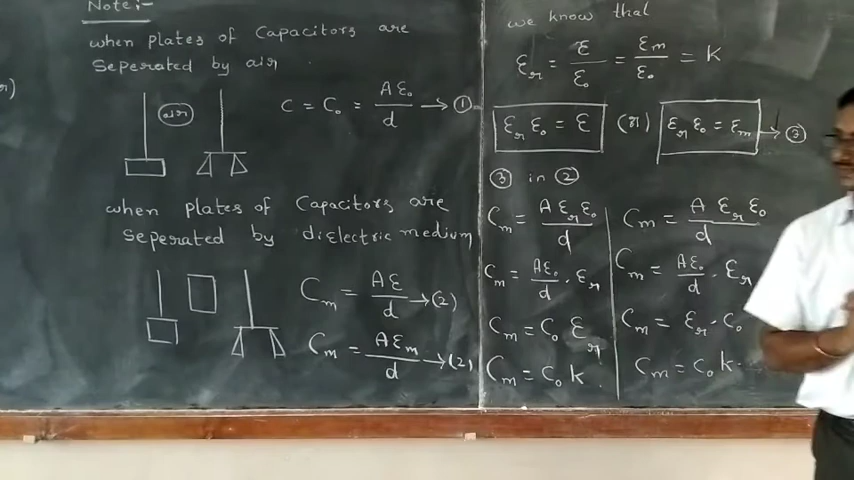 Note:-
when plates of Capacitors are
Seperated by air
air
C = C₀ = Aε₀/d → ①
when plates of Capacitors are
Seperated by dielectric medium
Cₘ = Aε/d → (2)
Cₘ = Aεₘ/d → (2)
we know that
εᵣ = ε/ε₀ = εₘ/ε₀ = K
εᵣ ε₀ = ε (r) εᵣ ε₀ = εₘ → ③
③ in ②
Cₘ = A εᵣ ε₀/d
Cₘ = Aε₀/d . εᵣ
Cₘ = C₀ εᵣ
Cₘ = C₀ k
Cₘ = A εᵣ ε₀/d
Cₘ = Aε₀/d . εᵣ
Cₘ = εᵣ . C₀
Cₘ = C₀ k.